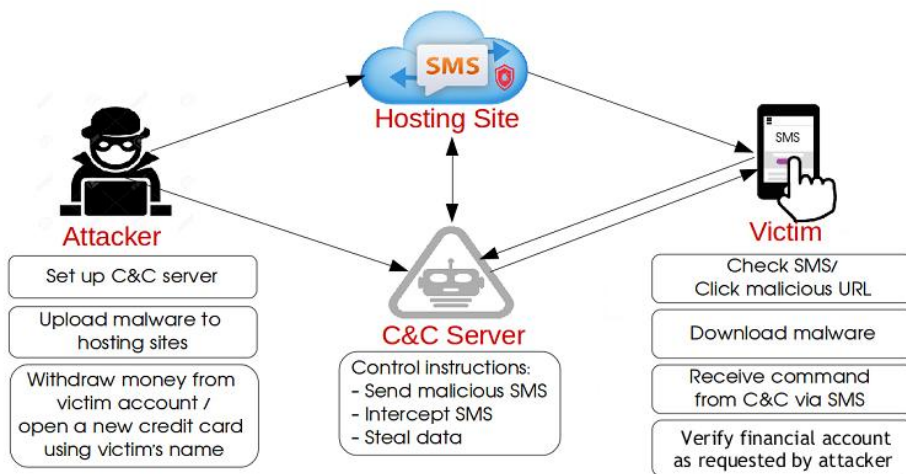 SMS
Hosting Site
SMS
Attacker
Victim
Set up C&C server
Upload malware to
hosting sites
Withdraw money from
victim account /
open a new credit card
using victim's name
C&C Server
Control instructions:
- Send malicious SMS
- Intercept SMS
- Steal data
Check SMS/
Click malicious URL
Download malware
Receive command
from C&C via SMS
Verify financial account
as requested by attacker